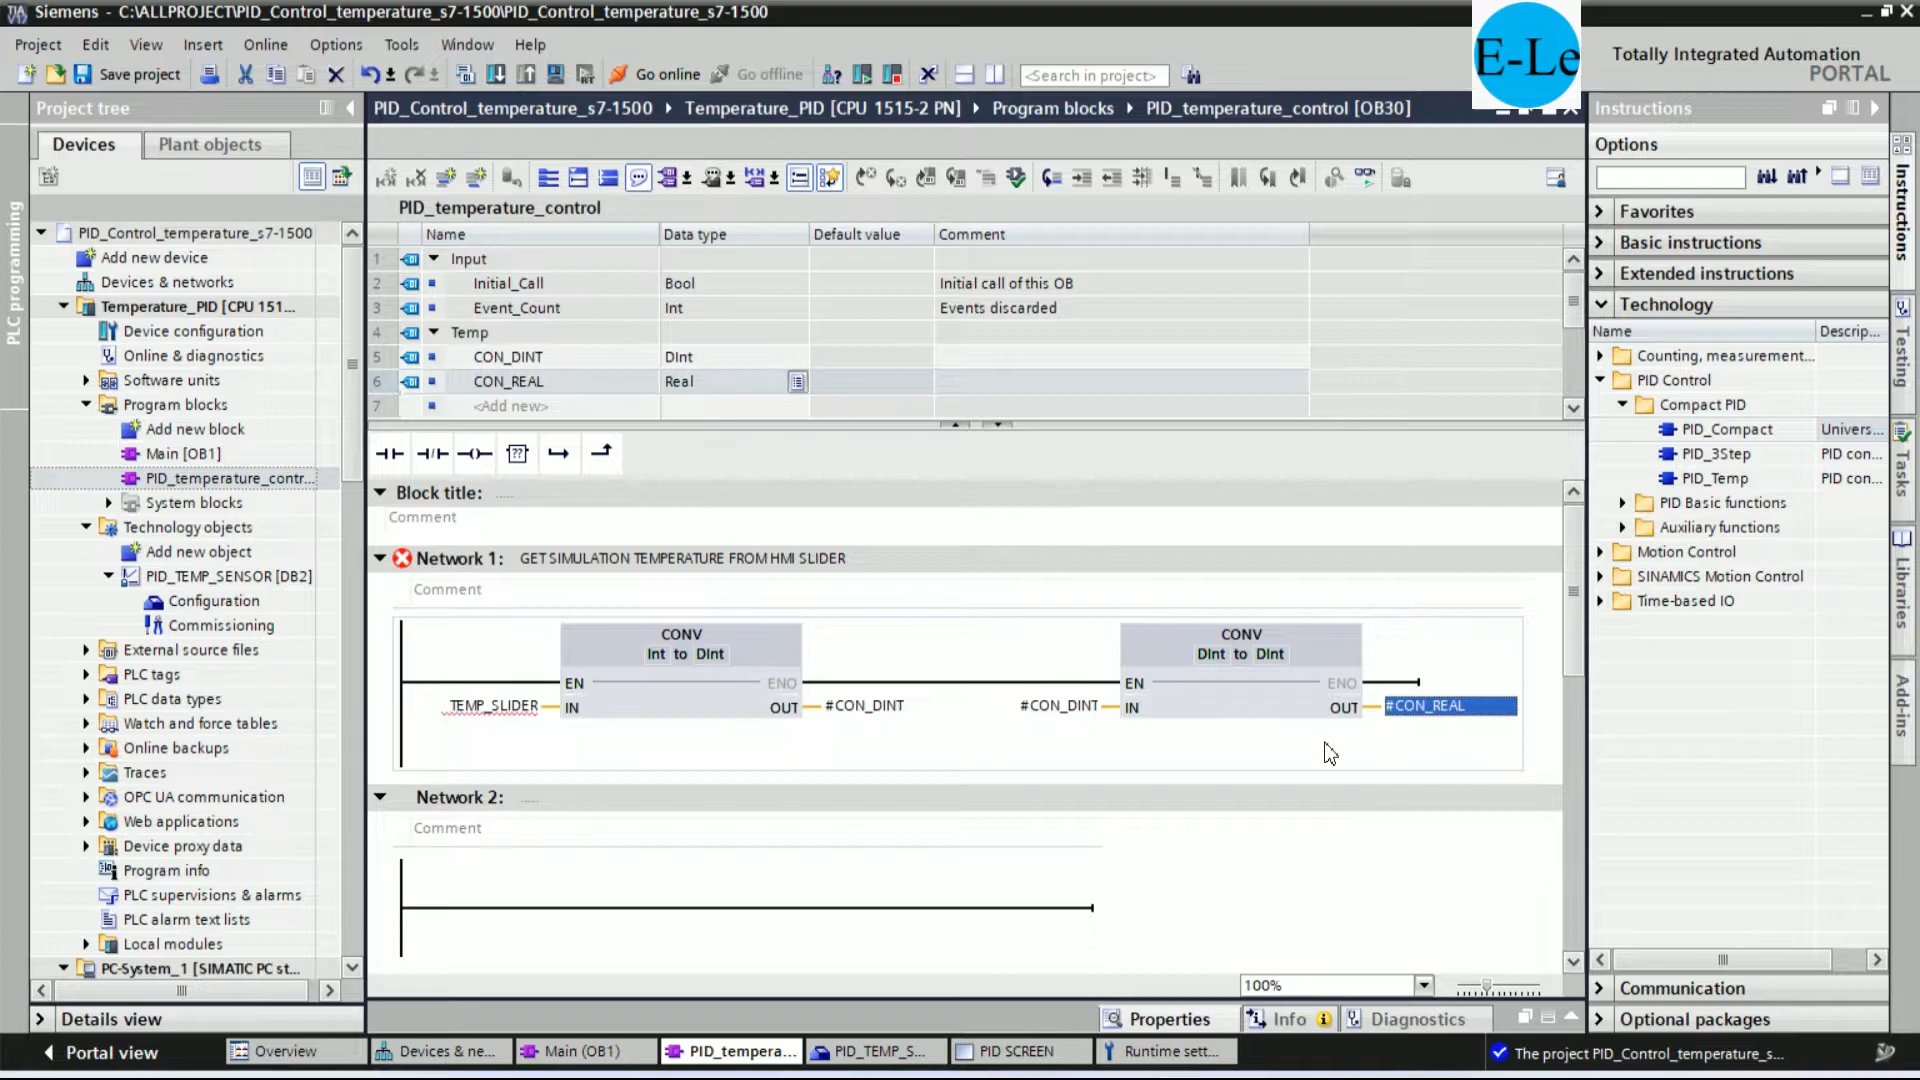 Siemens - C:\ALLPROJECT\PID_Control_temperature_s7-1500\PID_Control_temperature_s7-1500
Project Edit View Insert Online Options Tools Window Help
Save project
Go online
Go offline
<Search in project>
E-Le
Totally Integrated Automation
PORTAL
Project tree
Devices
Plant objects
PLC programming
PID_Control_temperature_s7-1500
Add new device
Devices & networks
Temperature_PID [CPU 151...
Device configuration
Online & diagnostics
Software units
Program blocks
Add new block
Main [OB1]
PID_temperature_contr...
System blocks
Technology objects
Add new object
PID_TEMP_SENSOR [DB2]
Configuration
Commissioning
External source files
PLC tags
PLC data types
Watch and force tables
Online backups
Traces
OPC UA communication
Web applications
Device proxy data
Program info
PLC supervisions & alarms
PLC alarm text lists
Local modules
PC-System_1 [SIMATIC PC st...
Details view
PID_Control_temperature_s7-1500 Temperature_PID [CPU 1515-2 PN] Program blocks PID_temperature_control [OB30]
PID_temperature_control
Name Data type Default value Comment
1 Input
2 Initial_Call Bool Initial call of this OB
3 Event_Count Int Events discarded
4 Temp
5 CON_DINT DInt
6 CON_REAL Real
7 <Add new>
??
Block title: .....
Comment
Network 1: GET SIMULATION TEMPERATURE FROM HMI SLIDER
Comment
CONV
Int to DInt
EN ENO
TEMP_SLIDER IN OUT #CON_DINT
CONV
DInt to DInt
EN ENO
#CON_DINT IN OUT #CON_REAL
Network 2: .....
Comment
100%
Properties
Info
Diagnostics
Instructions
Options
Favorites
Basic instructions
Extended instructions
Technology
Name Descrip...
Counting, measurement...
PID Control
Compact PID
PID_Compact Univers...
PID_3Step PID con...
PID_Temp PID con...
PID Basic functions
Auxiliary functions
Motion Control
SINAMICS Motion Control
Time-based IO
Communication
Optional packages
Instructions
Testing
Tasks
Libraries
Add-ins
Portal view
Overview
Devices & ne...
Main (OB1)
PID_tempera...
PID_TEMP_S...
PID SCREEN
Runtime sett...
The project PID_Control_temperature_s...